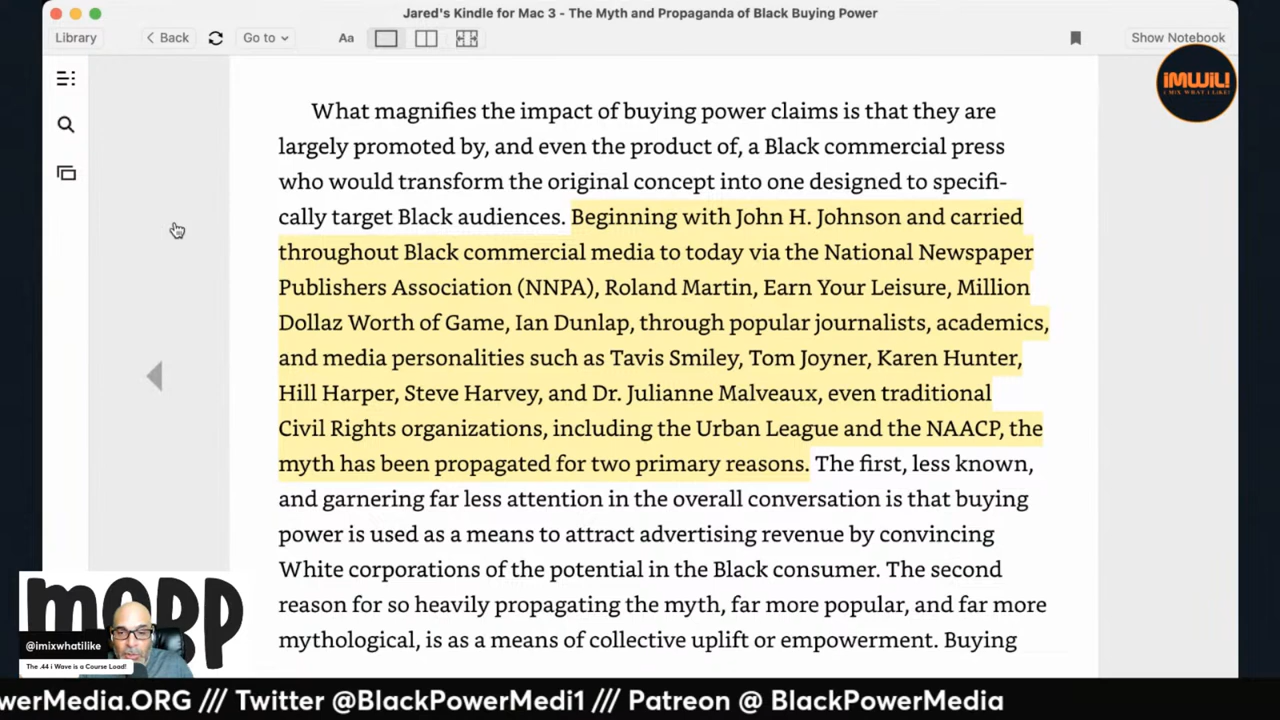 Jared's Kindle for Mac 3 - The Myth and Propaganda of Black Buying Power
Library
Back
Go to
Aa
Show Notebook
iMWiL!
I MIX WHAT I LIKE!
What magnifies the impact of buying power claims is that they are
largely promoted by, and even the product of, a Black commercial press
who would transform the original concept into one designed to specifi-
cally target Black audiences. Beginning with John H. Johnson and carried
throughout Black commercial media to today via the National Newspaper
Publishers Association (NNPA), Roland Martin, Earn Your Leisure, Million
Dollaz Worth of Game, Ian Dunlap, through popular journalists, academics,
and media personalities such as Tavis Smiley, Tom Joyner, Karen Hunter,
Hill Harper, Steve Harvey, and Dr. Julianne Malveaux, even traditional
Civil Rights organizations, including the Urban League and the NAACP, the
myth has been propagated for two primary reasons. The first, less known,
and garnering far less attention in the overall conversation is that buying
power is used as a means to attract advertising revenue by convincing
White corporations of the potential in the Black consumer. The second
reason for so heavily propagating the myth, far more popular, and far more
mythological, is as a means of collective uplift or empowerment. Buying
@imixwhatilike
The .44 i Wave is a Course Load!
owerMedia.ORG /// Twitter @BlackPowerMedi1 /// Patreon @ BlackPowerMedia